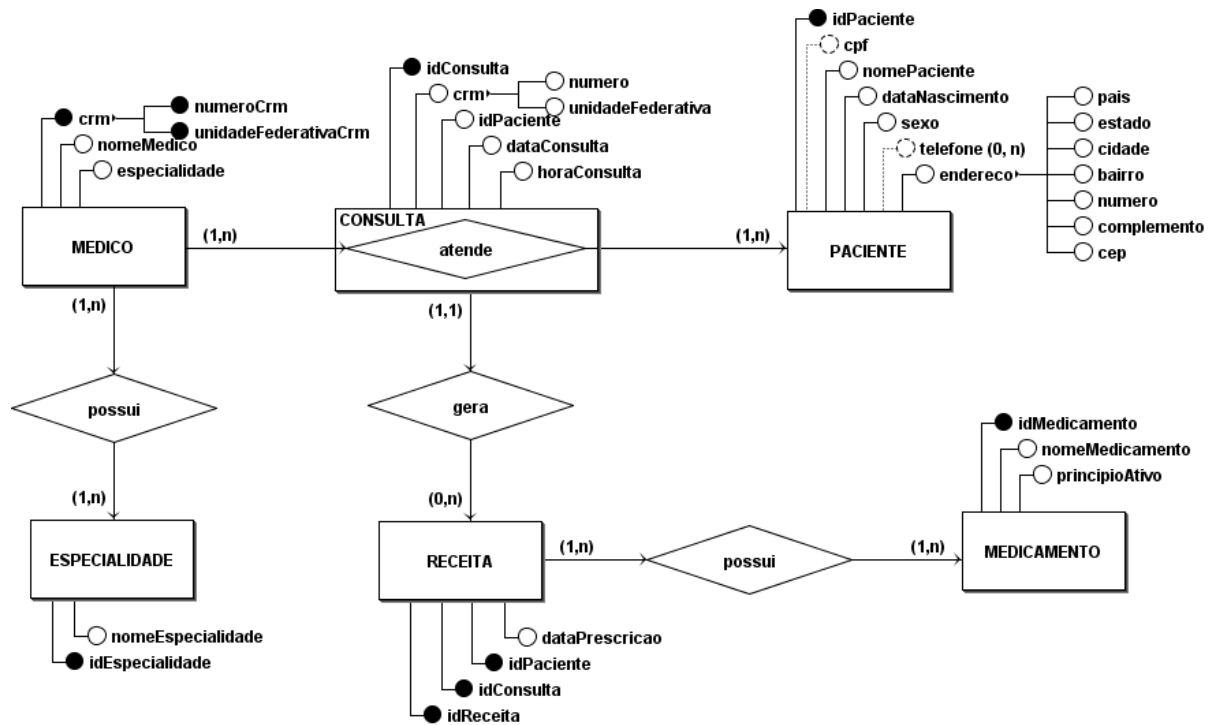 idPaciente
cpf
nomePaciente
dataNascimento
sexo
telefone (0, n)
endereco
pais
estado
cidade
bairro
numero
complemento
cep
idConsulta
crm
numero
unidadeFederativa
idPaciente
dataConsulta
horaConsulta
crm
numeroCrm
unidadeFederativaCrm
nomeMedico
especialidade
MEDICO
(1,n)
CONSULTA
atende
(1,n)
PACIENTE
(1,n)
possui
(1,n)
ESPECIALIDADE
nomeEspecialidade
idEspecialidade
(1,1)
gera
(0,n)
RECEITA
(1,n)
possui
(1,n)
MEDICAMENTO
idMedicamento
nomeMedicamento
principioAtivo
dataPrescricao
idPaciente
idConsulta
idReceita